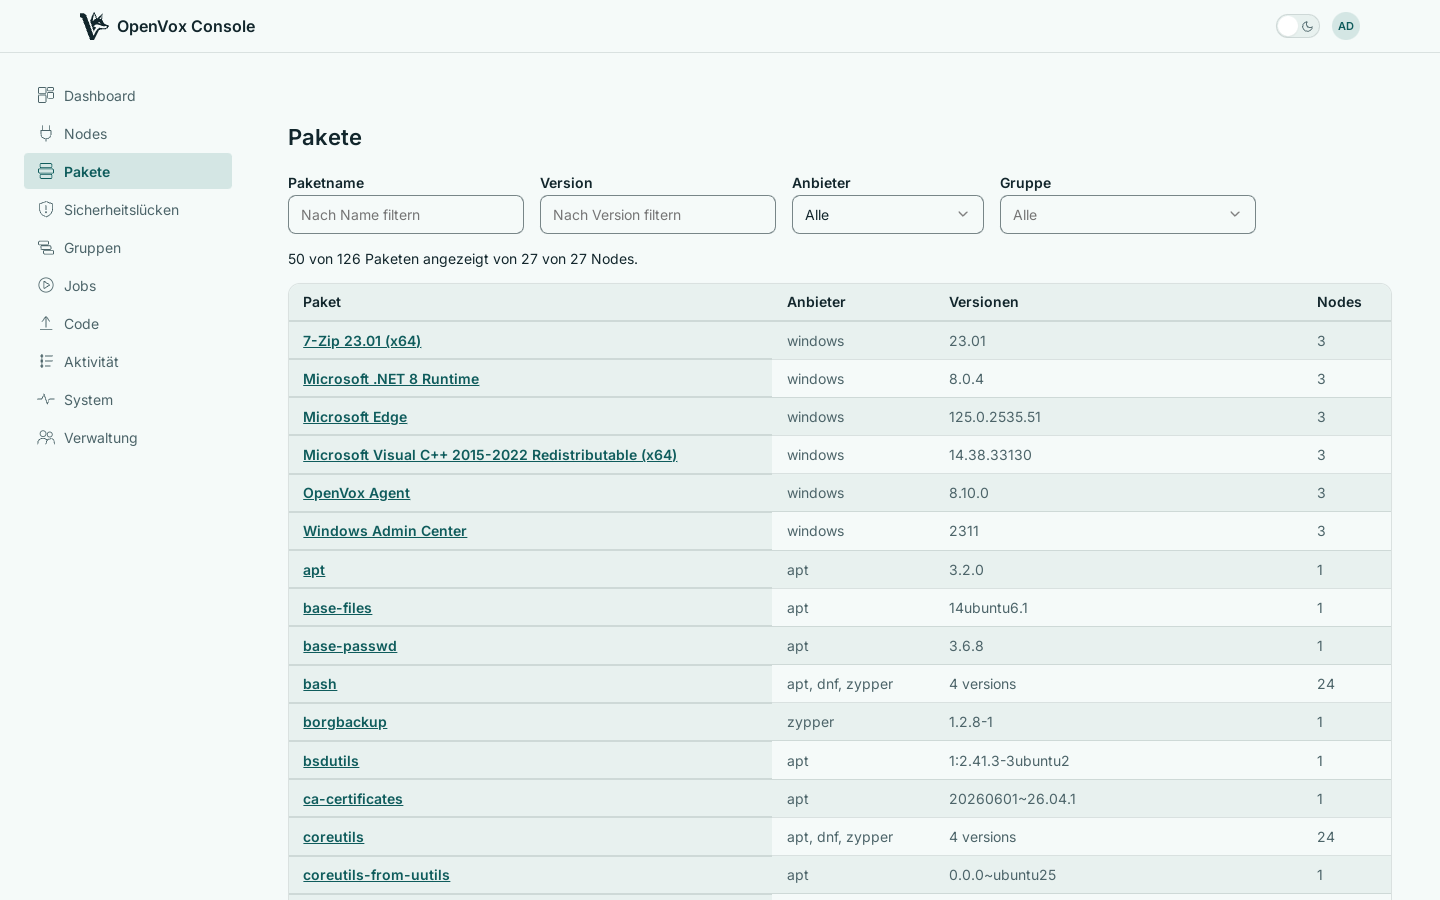 OpenVox Console
AD
Dashboard
Nodes
Pakete
Sicherheitslücken
Gruppen
Jobs
Code
Aktivität
System
Verwaltung
Pakete
Paketname Version Anbieter Gruppe
Nach Name filtern Nach Version filtern Alle Alle
50 von 126 Paketen angezeigt von 27 von 27 Nodes.
Paket Anbieter Versionen Nodes
7-Zip 23.01 (x64) windows 23.01 3
Microsoft .NET 8 Runtime windows 8.0.4 3
Microsoft Edge windows 125.0.2535.51 3
Microsoft Visual C++ 2015-2022 Redistributable (x64) windows 14.38.33130 3
OpenVox Agent windows 8.10.0 3
Windows Admin Center windows 2311 3
apt apt 3.2.0 1
base-files apt 14ubuntu6.1 1
base-passwd apt 3.6.8 1
bash apt, dnf, zypper 4 versions 24
borgbackup zypper 1.2.8-1 1
bsdutils apt 1:2.41.3-3ubuntu2 1
ca-certificates apt 20260601~26.04.1 1
coreutils apt, dnf, zypper 4 versions 24
coreutils-from-uutils apt 0.0.0~ubuntu25 1